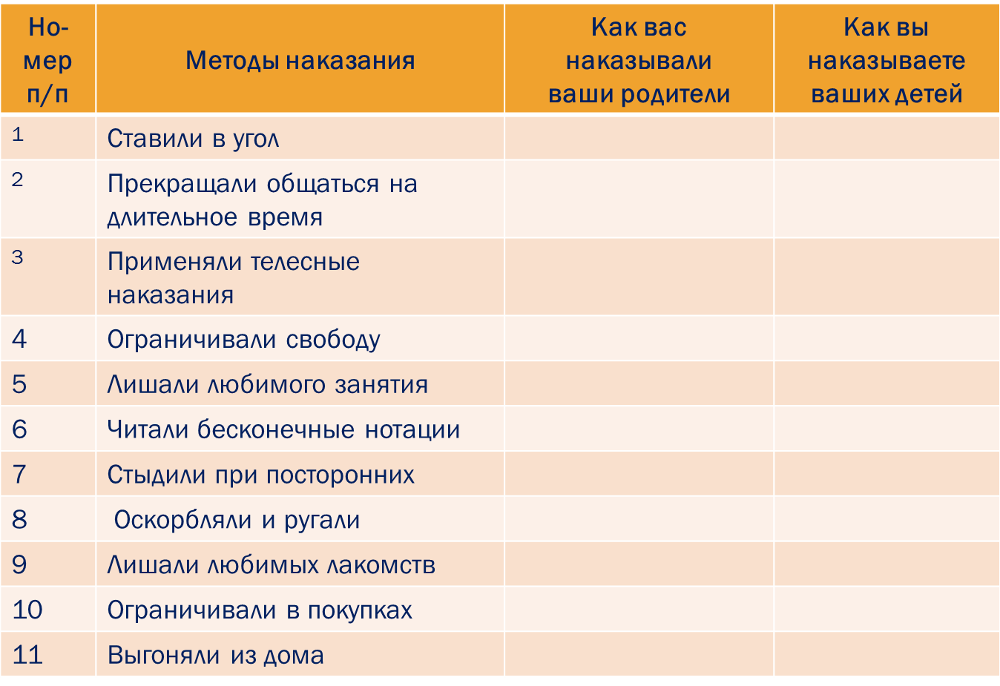 Но-
мер
п/п
Методы наказания
Как вас
наказывали
ваши родители
Как вы
наказываете
ваших детей
1
Ставили в угол
2
Прекращали общаться на
длительное время
3
Применяли телесные
наказания
4
Ограничивали свободу
5
Лишали любимого занятия
6
Читали бесконечные нотации
7
Стыдили при посторонних
8
Оскорбляли и ругали
9
Лишали любимых лакомств
10
Ограничивали в покупках
11
Выгоняли из дома